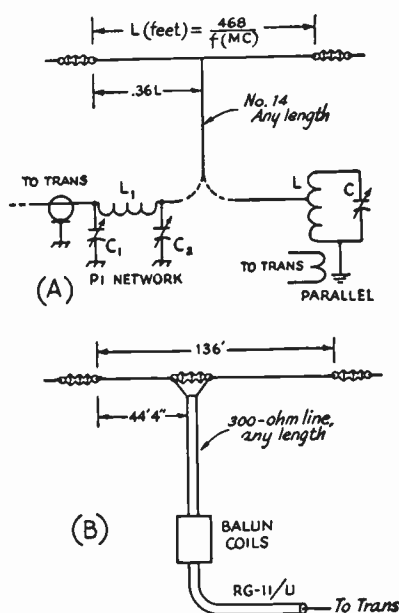 L (feet) = 468 / f (MC)
.36L
No. 14
Any length
TO TRANS
L₁
C₁
C₂
PI NETWORK
L
C
TO TRANS
PARALLEL
(A)
136'
44'4"
300-ohm line,
any length
(B)
BALUN
COILS
RG-11/U
To Trans